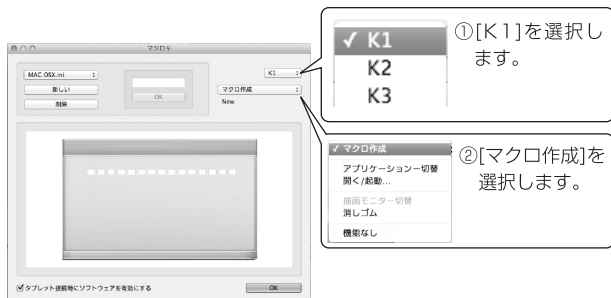 マクロキ
MAC OSX.ini
新しい
削除
OK
K1
マクロ作成
New
タブレット接続時にソフトウェアを有効にする
OK
✓ K1
K2
K3
①[K1]を選択し
ます。
✓ マクロ作成
アプリケーションー切替
開く/起動...
描画モニター切替
消しゴム
機能なし
②[マクロ作成]を
選択します。